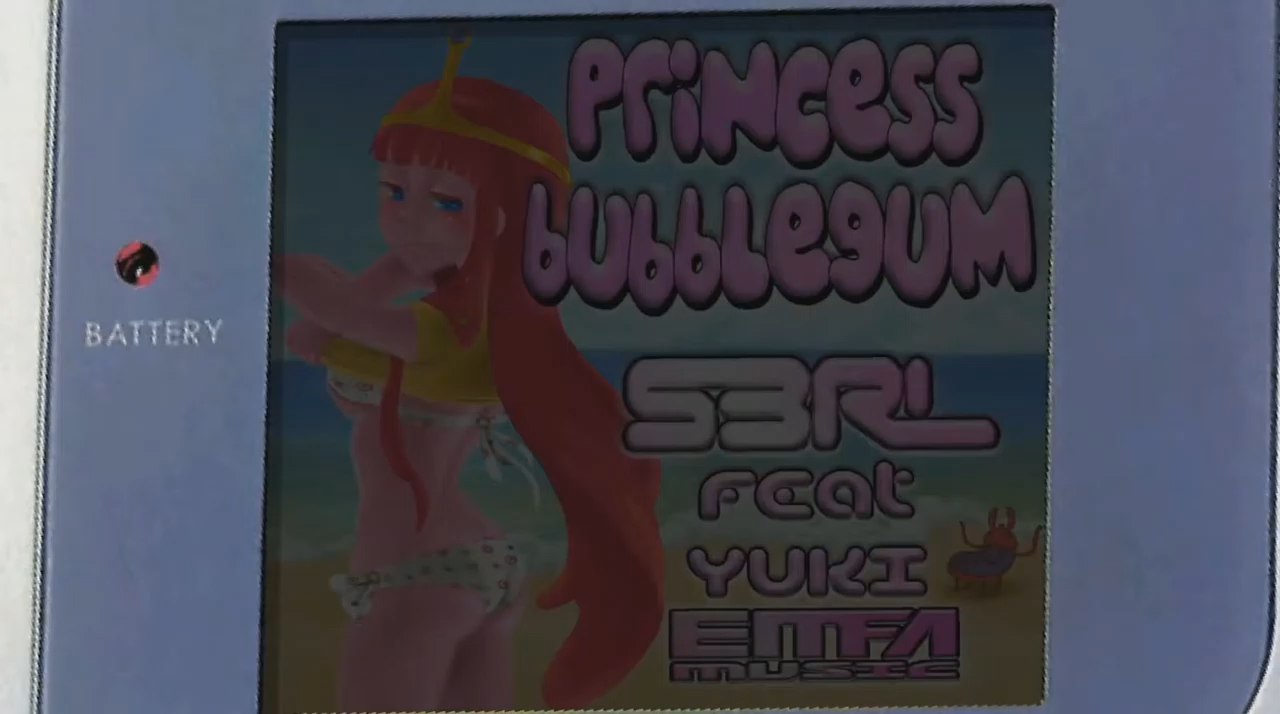 PRINCESS
BUBBLEGUM
BATTERY
S3RL
FEAT
YUKI
EMFA
MUSIC